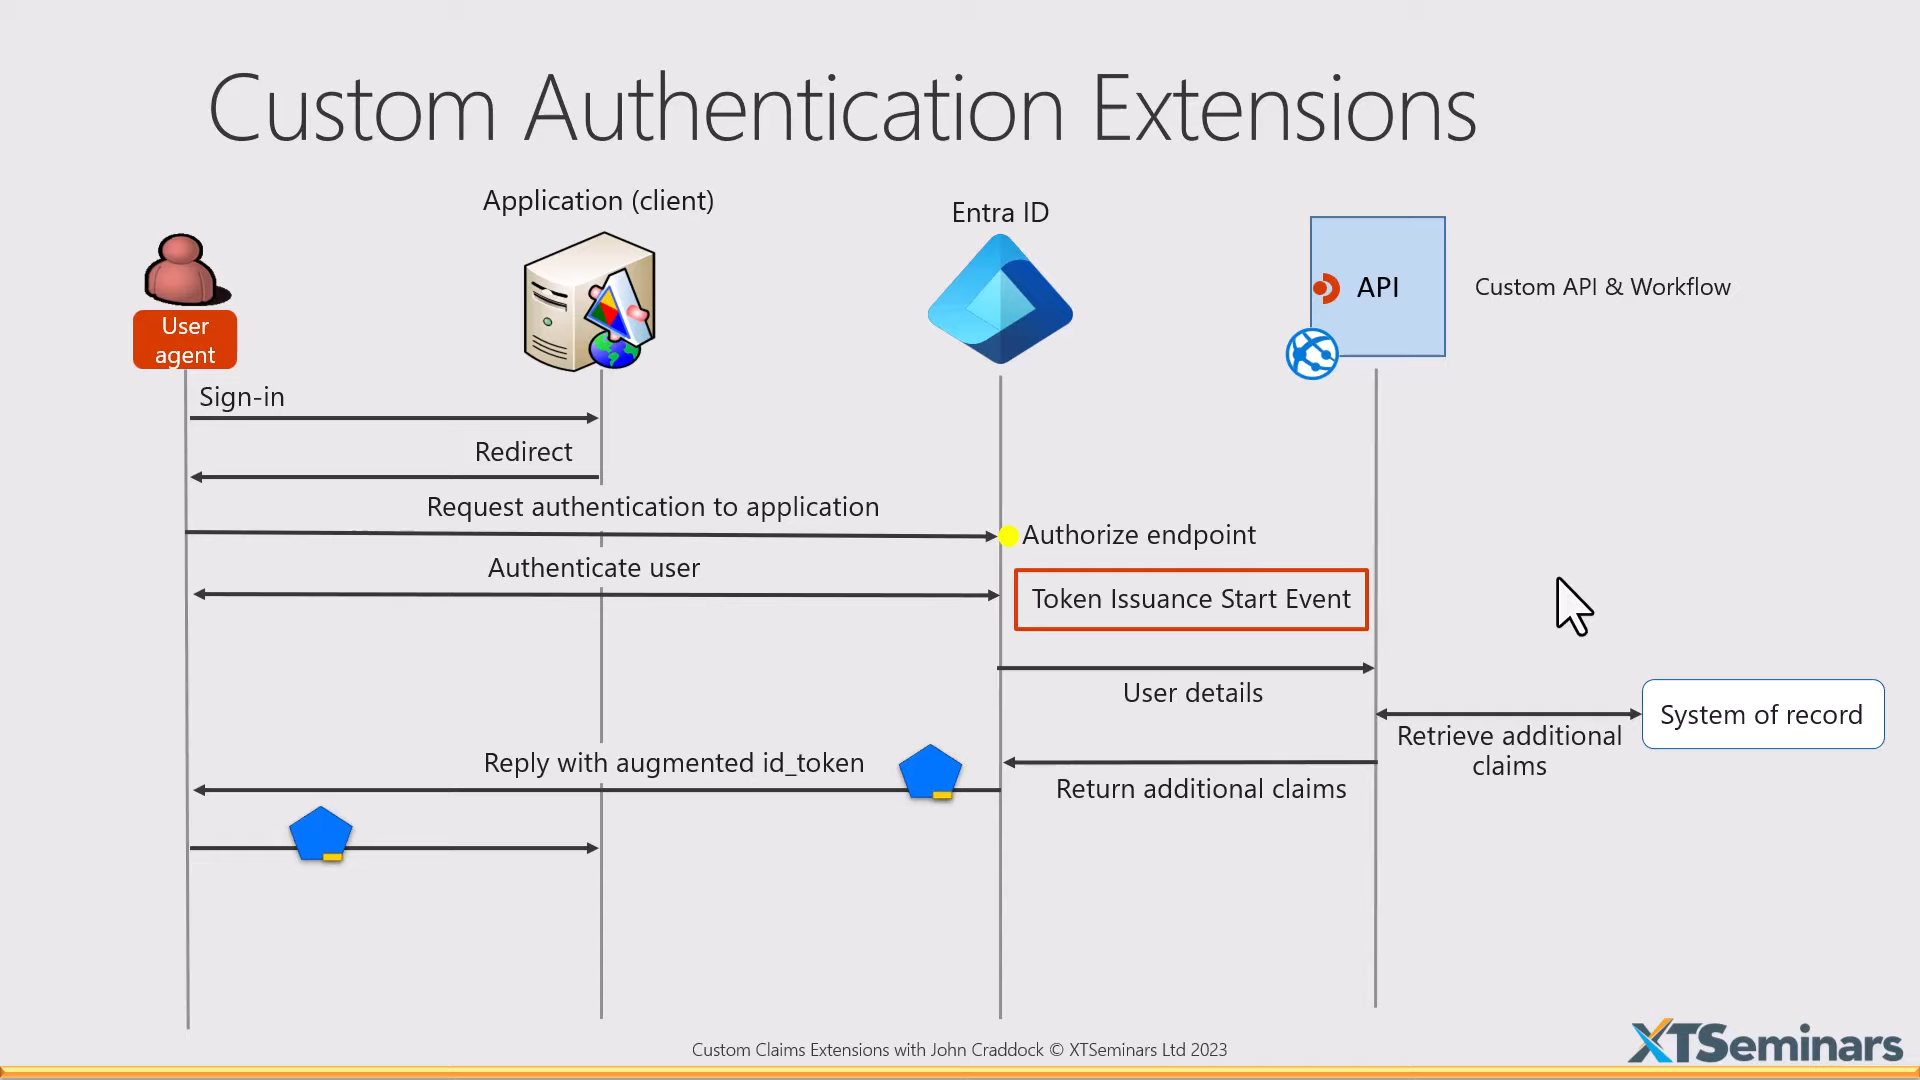 Custom Authentication Extensions
Application (client)
Entra ID
User
agent
API
Custom API & Workflow
Sign-in
Redirect
Request authentication to application
Authorize endpoint
Authenticate user
Token Issuance Start Event
User details
System of record
Retrieve additional
claims
Reply with augmented id_token
Return additional claims
Custom Claims Extensions with John Craddock © XTSeminars Ltd 2023
XTSeminars